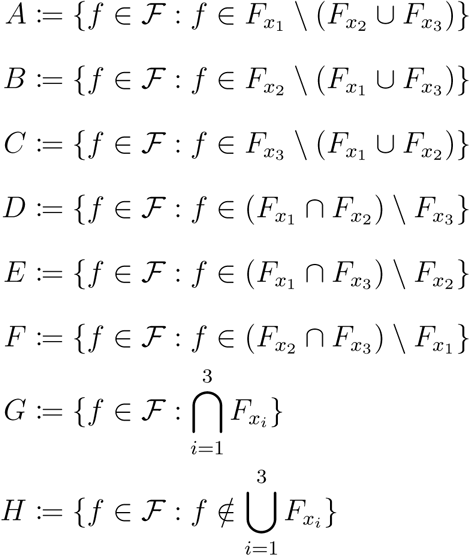 A := {f ∈ ℱ : f ∈ F_{x_1} \ (F_{x_2} ∪ F_{x_3})}
B := {f ∈ ℱ : f ∈ F_{x_2} \ (F_{x_1} ∪ F_{x_3})}
C := {f ∈ ℱ : f ∈ F_{x_3} \ (F_{x_1} ∪ F_{x_2})}
D := {f ∈ ℱ : f ∈ (F_{x_1} ∩ F_{x_2}) \ F_{x_3}}
E := {f ∈ ℱ : f ∈ (F_{x_1} ∩ F_{x_3}) \ F_{x_2}}
F := {f ∈ ℱ : f ∈ (F_{x_2} ∩ F_{x_3}) \ F_{x_1}}
G := {f ∈ ℱ : ⋂_{i=1}^{3} F_{x_i}}
H := {f ∈ ℱ : f ∉ ⋃_{i=1}^{3} F_{x_i}}